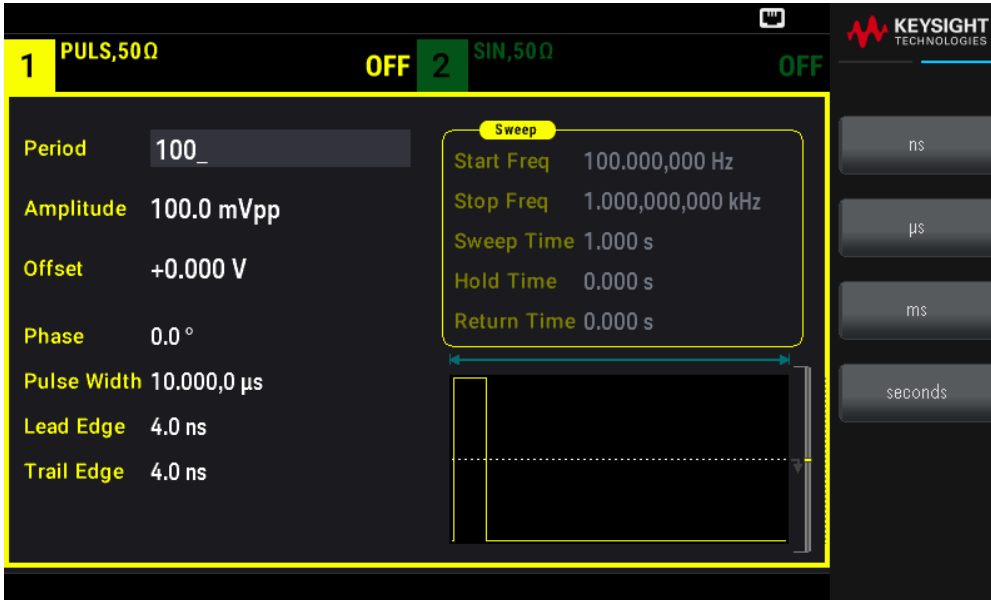 KEYSIGHT
TECHNOLOGIES
1 PULS,50Ω OFF
2 SIN,50Ω OFF
Period 100_
Amplitude 100.0 mVpp
Offset +0.000 V
Phase 0.0 °
Pulse Width 10.000,0 µs
Lead Edge 4.0 ns
Trail Edge 4.0 ns
Sweep
Start Freq 100.000,000 Hz
Stop Freq 1.000,000,000 kHz
Sweep Time 1.000 s
Hold Time 0.000 s
Return Time 0.000 s
ns
µs
ms
seconds